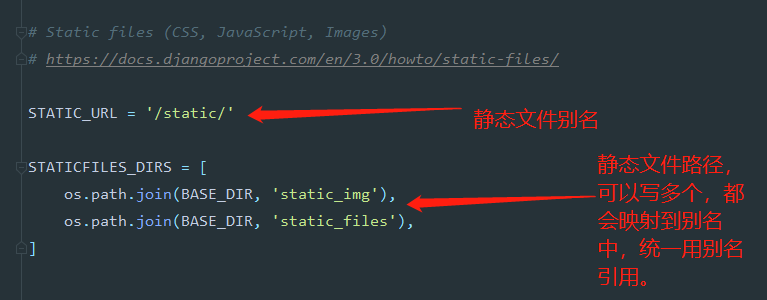 # Static files (CSS, JavaScript, Images)
# https://docs.djangoproject.com/en/3.0/howto/static-files/
STATIC_URL = '/static/'
静态文件别名
STATICFILES_DIRS = [
    os.path.join(BASE_DIR, 'static_img'),
    os.path.join(BASE_DIR, 'static_files'),
]
静态文件路径，
可以写多个，都
会映射到别名
中，统一用别名
引用。